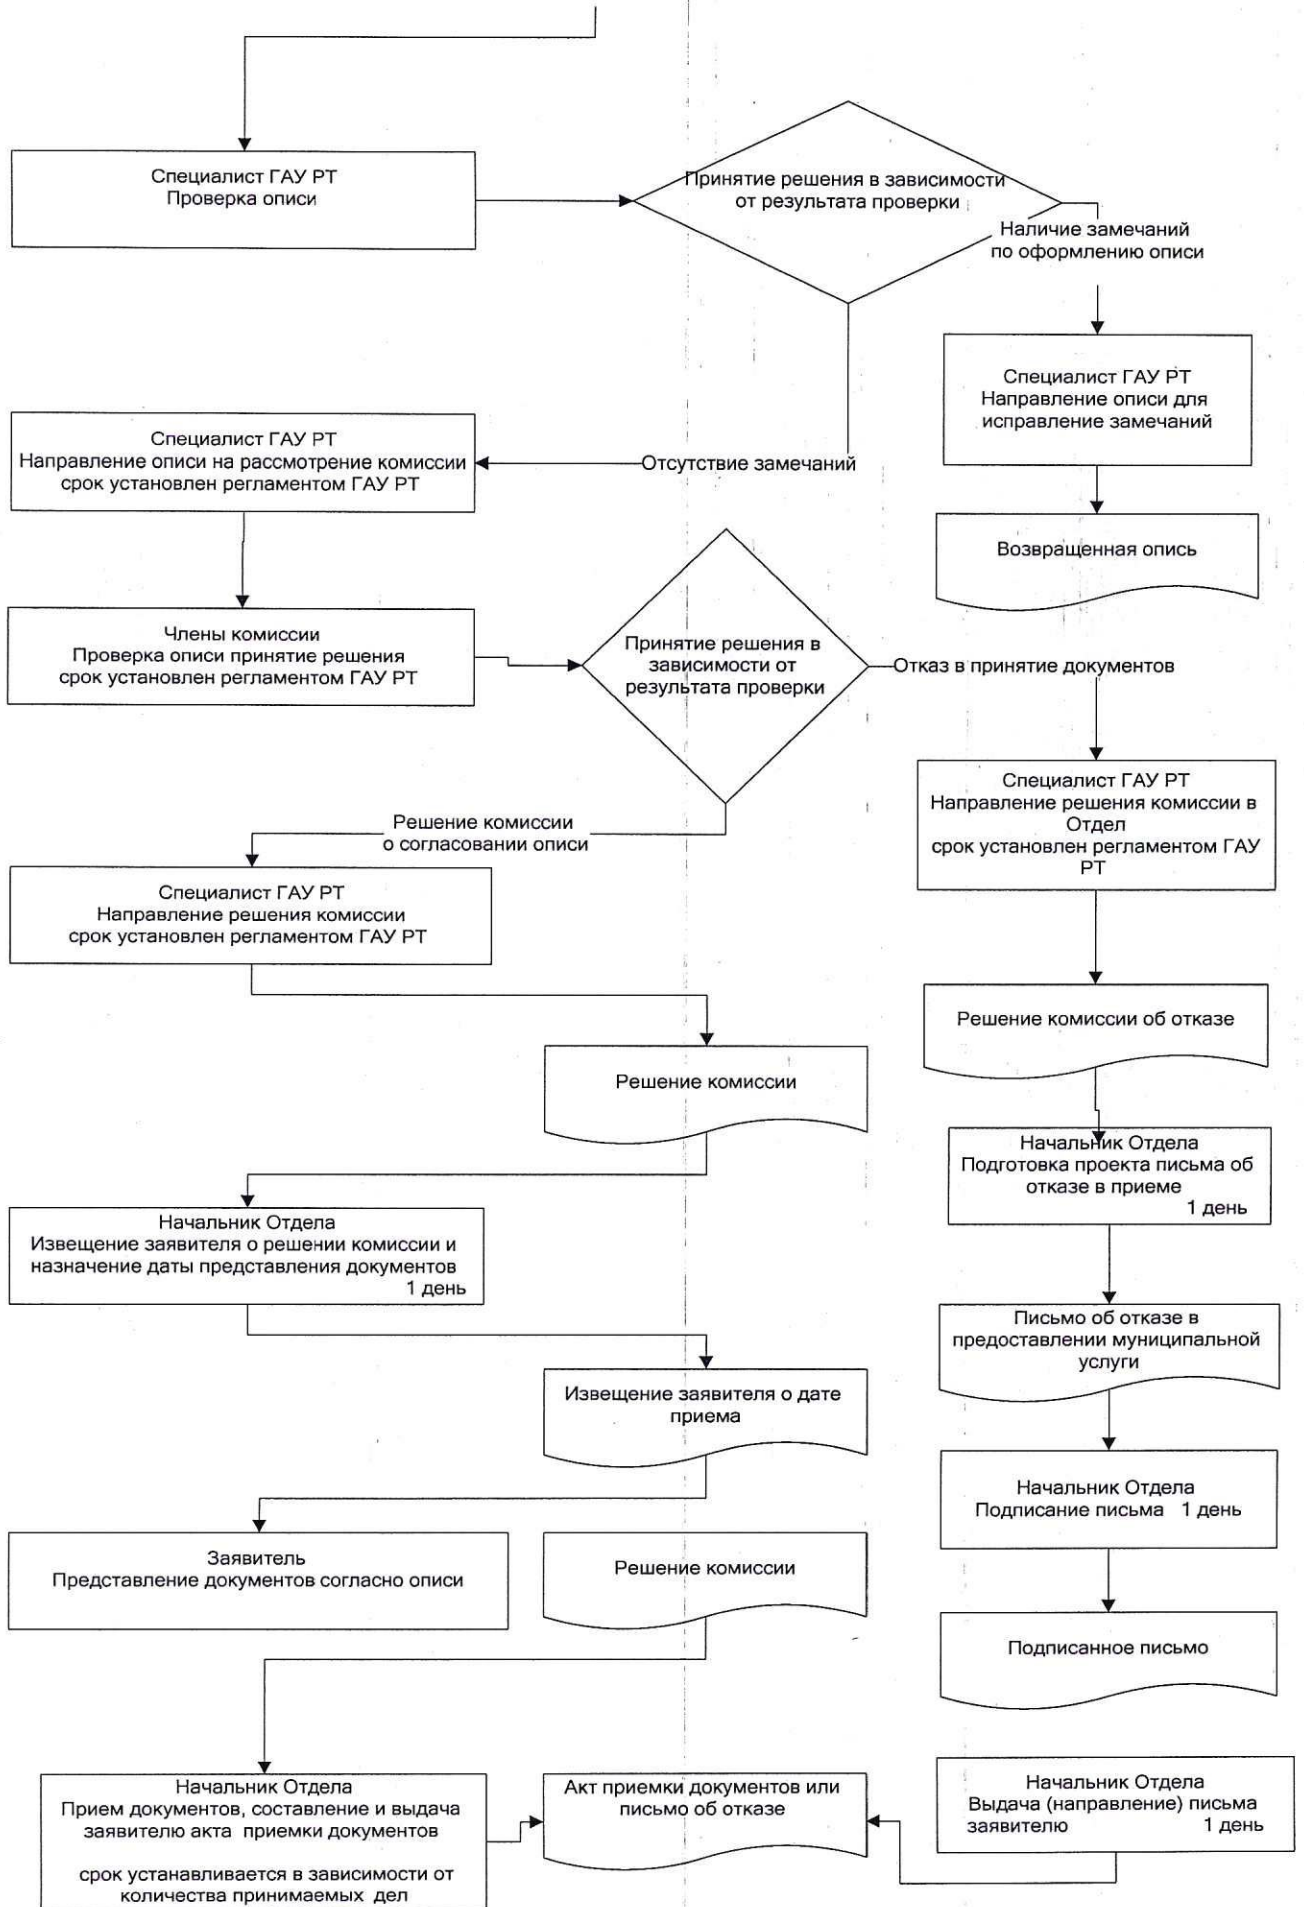 Специалист ГАУ РТ
Проверка описи
Принятие решения в зависимости
от результата проверки
Наличие замечаний
по оформлению описи
Специалист ГАУ РТ
Направление описи для
исправление замечаний
Специалист ГАУ РТ
Направление описи на рассмотрение комиссии
срок установлен регламентом ГАУ РТ
Отсутствие замечаний
Возвращенная опись
Члены комиссии
Проверка описи принятие решения
срок установлен регламентом ГАУ РТ
Принятие решения в
зависимости от
результата проверки
Отказ в принятие документов
Специалист ГАУ РТ
Направление решения комиссии в
Отдел
срок установлен регламентом ГАУ
РТ
Решение комиссии
о согласовании описи
Специалист ГАУ РТ
Направление решения комиссии
срок установлен регламентом ГАУ РТ
Решение комиссии об отказе
Решение комиссии
Начальник Отдела
Подготовка проекта письма об
отказе в приеме
1 день
Начальник Отдела
Извещение заявителя о решении комиссии и
назначение даты представления документов
1 день
Письмо об отказе в
предоставлении муниципальной
услуги
Извещение заявителя о дате
приема
Начальник Отдела
Подписание письма 1 день
Заявитель
Представление документов согласно описи
Решение комиссии
Подписанное письмо
Начальник Отдела
Прием документов, составление и выдача
заявителю акта приемки документов
срок устанавливается в зависимости от
количества принимаемых дел
Акт приемки документов или
письмо об отказе
Начальник Отдела
Выдача (направление) письма
заявителю 1 день